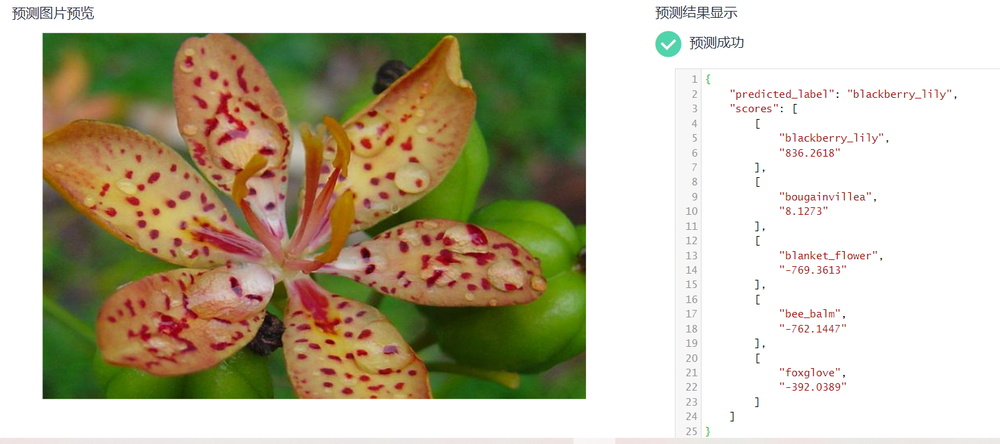 预测图片预览
预测结果显示
预测成功
1 {
2 "predicted_label": "blackberry_lily",
3 "scores": [
4 [
5 "blackberry_lily",
6 "836.2618"
7 ],
8 [
9 "bougainvillea",
10 "8.1273"
11 ],
12 [
13 "blanket_flower",
14 "-769.3613"
15 ],
16 [
17 "bee_balm",
18 "-762.1447"
19 ],
20 [
21 "foxglove",
22 "-392.0389"
23 ]
24 ]
25 }